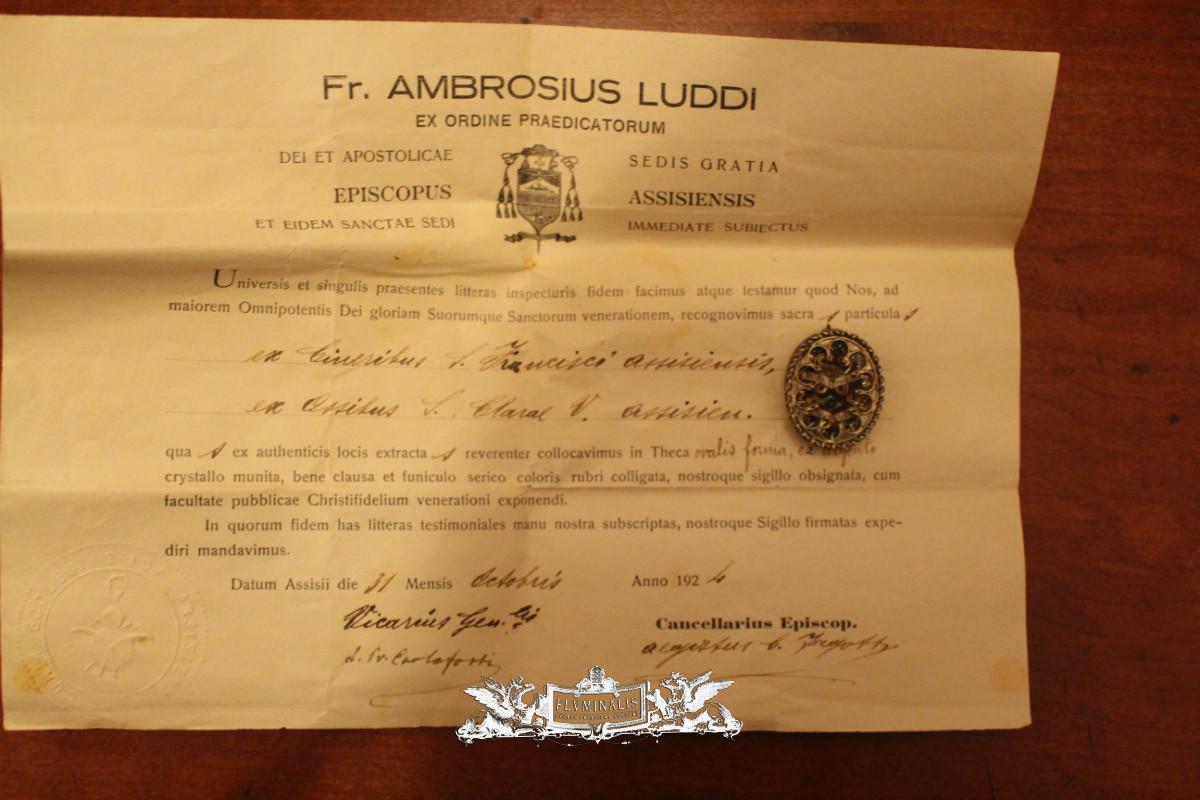 Fr. AMBROSIUS LUDDI
EX ORDINE PRAEDICATORUM
DEI ET APOSTOLICAE SEDIS GRATIA
EPISCOPUS ASSISIENSIS
ET EIDEM SANCTAE SEDI IMMEDIATE SUBIECTUS
Universis et singulis praesentes litteras inspecturis fidem facimus atque testamur quod Nos, ad
maiorem Omnipotentis Dei gloriam Suorumque Sanctorum venerationem, recognovimus sacra s particula s
ex Cineribus S. Francisci Assisiensis,
ex Ossibus S. Clarae V. Assisien.
qua s ex authenticis locis extracta s reverenter collocavimus in Theca ovalis forma, ex argento
crystallo munita, bene clausa et funiculo serico coloris rubri colligata, nostroque sigillo obsignata, cum
facultate pubblicae Christifidelium venerationi exponendi.
In quorum fidem has litteras testimoniales manu nostra subscriptas, nostroque Sigillo firmatas expe-
diri mandavimus.
Datum Assisii die 31 Mensis Octobris Anno 1924
Vicarius Gen.lis
Cancellarius Episcop.
FLVMINALIS